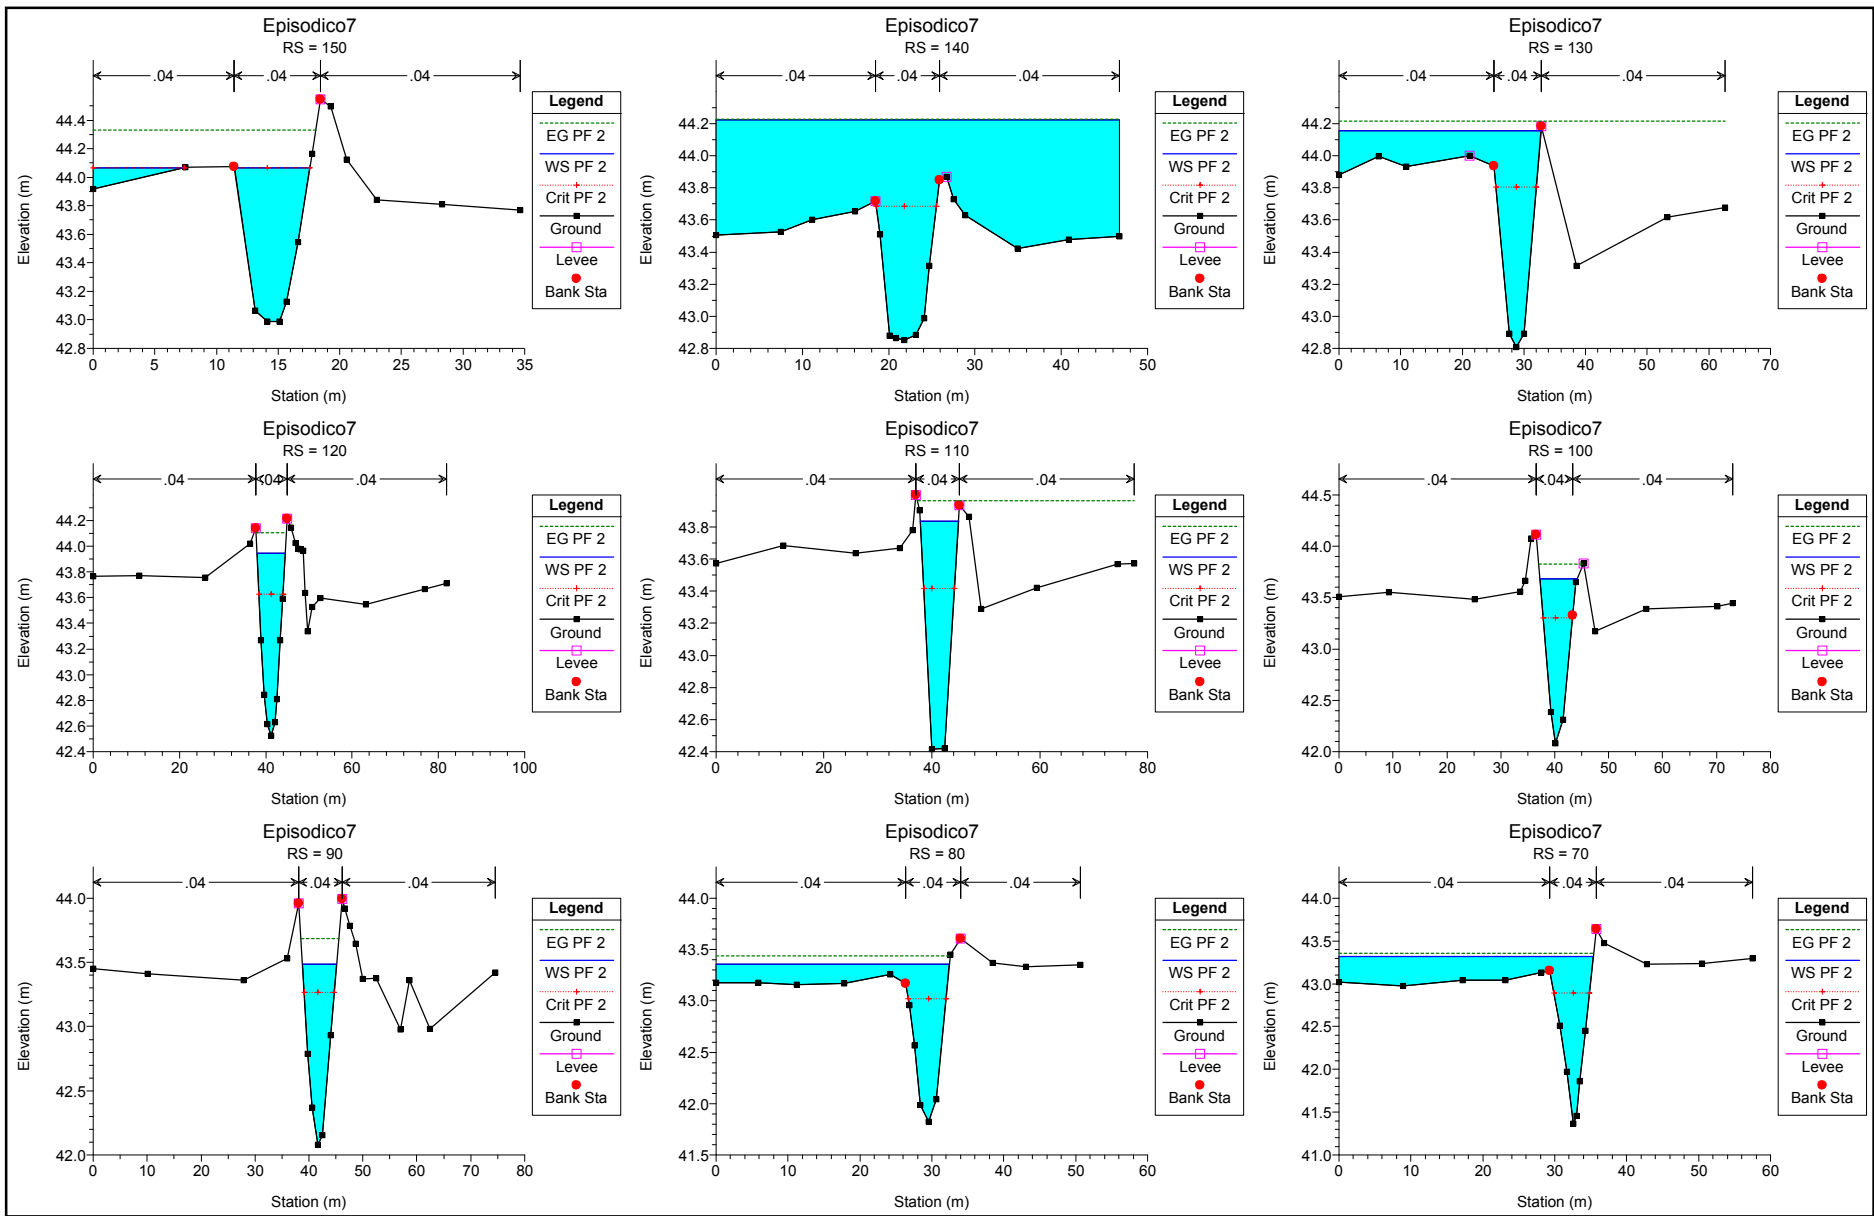 Episodico7
RS = 150
.04 .04 .04
Elevation (m)
44.4
44.2
44.0
43.8
43.6
43.4
43.2
43.0
42.8
0 5 10 15 20 25 30 35
Station (m)
Legend
EG PF 2
WS PF 2
Crit PF 2
Ground
Levee
Bank Sta
Episodico7
RS = 140
.04 .04 .04
Elevation (m)
44.2
44.0
43.8
43.6
43.4
43.2
43.0
42.8
0 10 20 30 40 50
Station (m)
Legend
EG PF 2
WS PF 2
Crit PF 2
Ground
Levee
Bank Sta
Episodico7
RS = 130
.04 .04 .04
Elevation (m)
44.2
44.0
43.8
43.6
43.4
43.2
43.0
42.8
0 10 20 30 40 50 60 70
Station (m)
Legend
EG PF 2
WS PF 2
Crit PF 2
Ground
Levee
Bank Sta
Episodico7
RS = 120
.04 .04 .04
Elevation (m)
44.2
44.0
43.8
43.6
43.4
43.2
43.0
42.8
42.6
42.4
0 20 40 60 80 100
Station (m)
Legend
EG PF 2
WS PF 2
Crit PF 2
Ground
Levee
Bank Sta
Episodico7
RS = 110
.04 .04 .04
Elevation (m)
43.8
43.6
43.4
43.2
43.0
42.8
42.6
42.4
0 10 20 30 40 50 60 70 80
Station (m)
Legend
EG PF 2
WS PF 2
Crit PF 2
Ground
Levee
Bank Sta
Episodico7
RS = 100
.04 .04 .04
Elevation (m)
44.5
44.0
43.5
43.0
42.5
42.0
0 10 20 30 40 50 60 70 80
Station (m)
Legend
EG PF 2
WS PF 2
Crit PF 2
Ground
Levee
Bank Sta
Episodico7
RS = 90
.04 .04 .04
Elevation (m)
44.0
43.5
43.0
42.5
42.0
0 10 20 30 40 50 60 70 80
Station (m)
Legend
EG PF 2
WS PF 2
Crit PF 2
Ground
Levee
Bank Sta
Episodico7
RS = 80
.04 .04 .04
Elevation (m)
44.0
43.5
43.0
42.5
42.0
41.5
0 10 20 30 40 50 60
Station (m)
Legend
EG PF 2
WS PF 2
Crit PF 2
Ground
Levee
Bank Sta
Episodico7
RS = 70
.04 .04 .04
Elevation (m)
44.0
43.5
43.0
42.5
42.0
41.5
41.0
0 10 20 30 40 50 60
Station (m)
Legend
EG PF 2
WS PF 2
Crit PF 2
Ground
Levee
Bank Sta